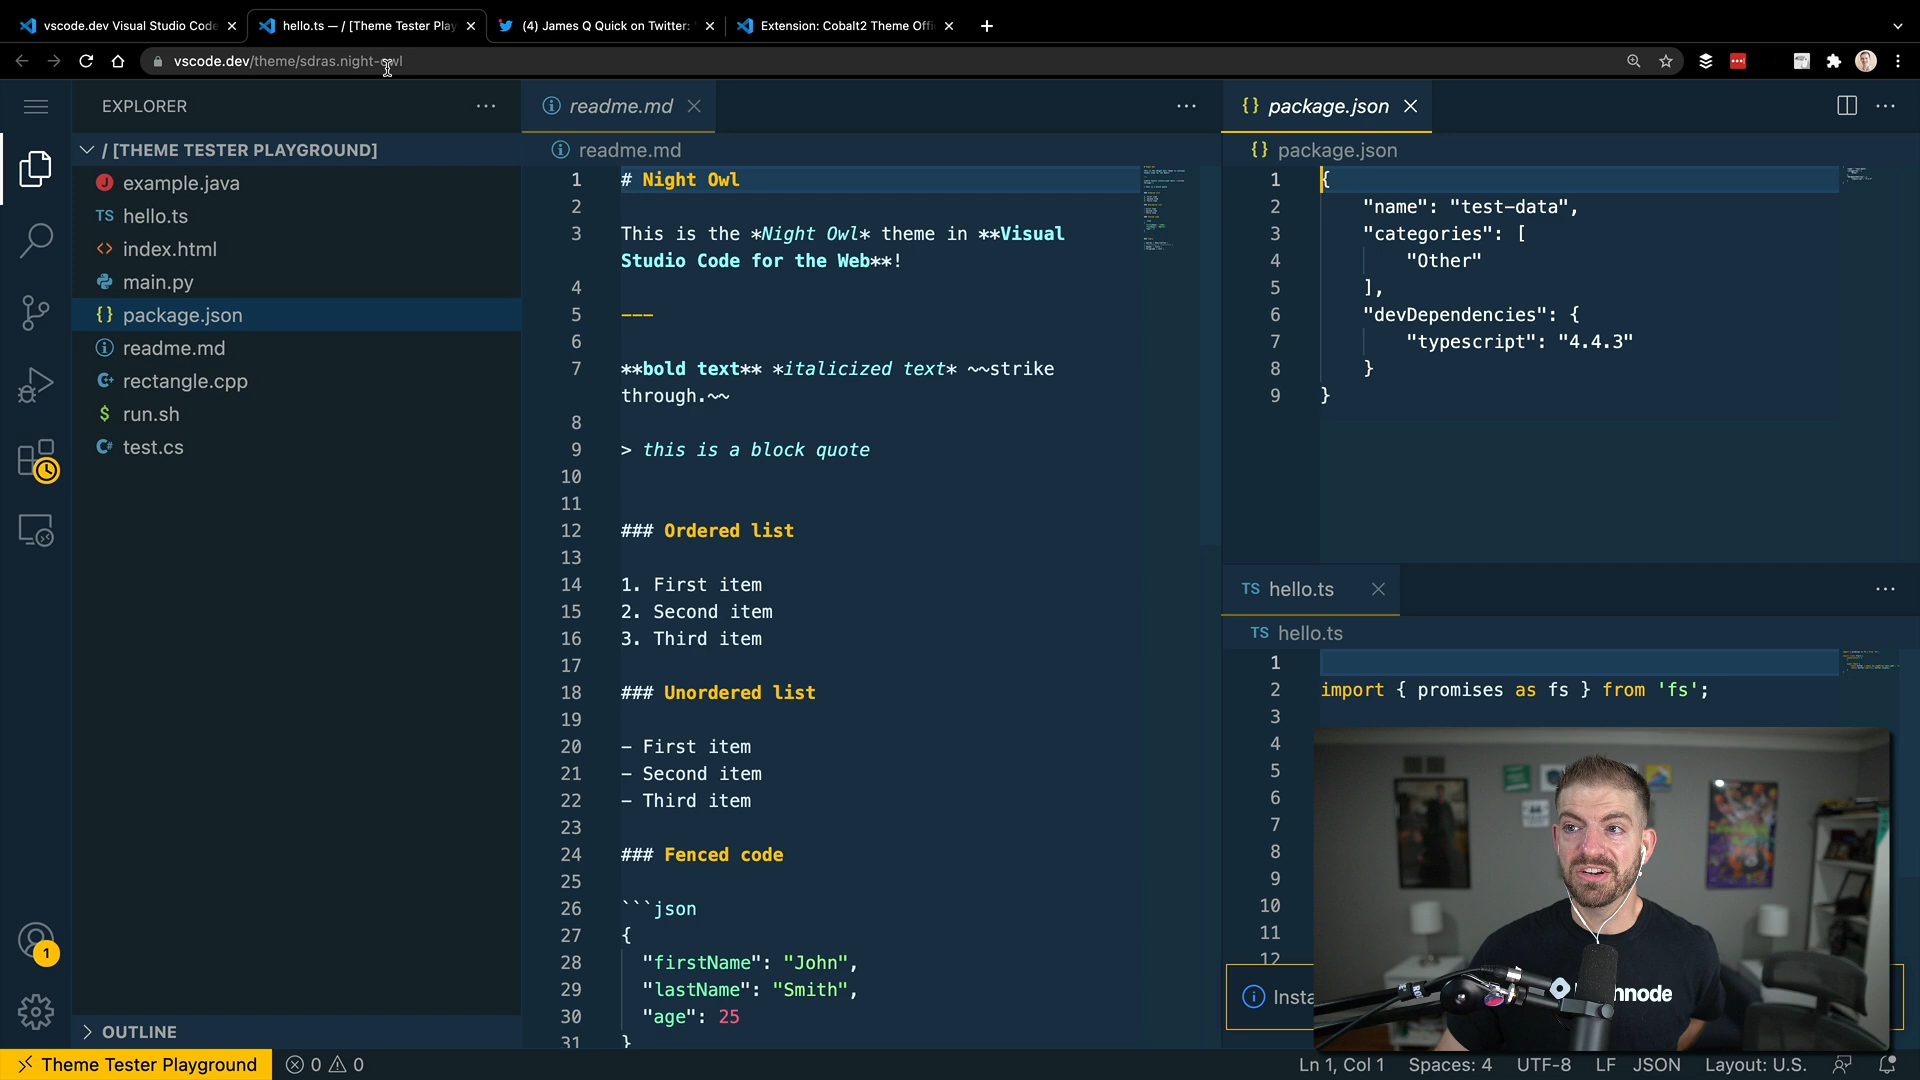 vscode.dev Visual Studio Code
hello.ts — / [Theme Tester Play
(4) James Q Quick on Twitter:
Extension: Cobalt2 Theme Offi
vscode.dev/theme/sdras.night-owl
EXPLORER
/ [THEME TESTER PLAYGROUND]
example.java
TS hello.ts
<> index.html
main.py
{} package.json
readme.md
rectangle.cpp
$ run.sh
test.cs
1
OUTLINE
readme.md
readme.md
1 # Night Owl
2
3 This is the *Night Owl* theme in **Visual
Studio Code for the Web**!
4
5 ---
6
7 **bold text** *italicized text* ~~strike
through.~~
8
9 > this is a block quote
10
11
12 ### Ordered list
13
14 1. First item
15 2. Second item
16 3. Third item
17
18 ### Unordered list
19
20 - First item
21 - Second item
22 - Third item
23
24 ### Fenced code
25
26 ```json
27 {
28 "firstName": "John",
29 "lastName": "Smith",
30 "age": 25
31 }
{} package.json
{} package.json
1 {
2 "name": "test-data",
3 "categories": [
4 "Other"
5 ],
6 "devDependencies": {
7 "typescript": "4.4.3"
8 }
9 }
TS hello.ts
TS hello.ts
1
2 import { promises as fs } from 'fs';
3
4
5
6
7
8
9
10
11
12
Insta
hnode
Theme Tester Playground
0 0
Ln 1, Col 1
Spaces: 4
UTF-8
LF
JSON
Layout: U.S.